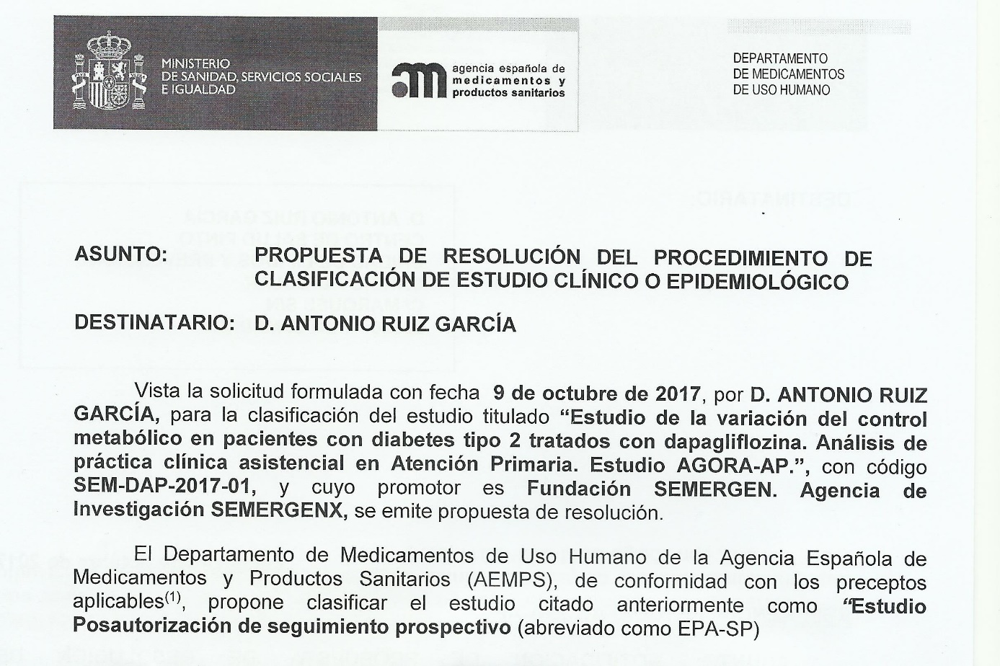 MINISTERIO
DE SANIDAD, SERVICIOS SOCIALES
E IGUALDAD
am
agencia española de
medicamentos y
productos sanitarios
DEPARTAMENTO
DE MEDICAMENTOS
DE USO HUMANO
ASUNTO: PROPUESTA DE RESOLUCIÓN DEL PROCEDIMIENTO DE
CLASIFICACIÓN DE ESTUDIO CLÍNICO O EPIDEMIOLÓGICO
DESTINATARIO: D. ANTONIO RUIZ GARCÍA
Vista la solicitud formulada con fecha 9 de octubre de 2017, por D. ANTONIO RUIZ
GARCÍA, para la clasificación del estudio titulado “Estudio de la variación del control
metabólico en pacientes con diabetes tipo 2 tratados con dapagliflozina. Análisis de
práctica clínica asistencial en Atención Primaria. Estudio AGORA-AP.”, con código
SEM-DAP-2017-01, y cuyo promotor es Fundación SEMERGEN. Agencia de
Investigación SEMERGENX, se emite propuesta de resolución.
El Departamento de Medicamentos de Uso Humano de la Agencia Española de
Medicamentos y Productos Sanitarios (AEMPS), de conformidad con los preceptos
aplicables(1), propone clasificar el estudio citado anteriormente como “Estudio
Posautorización de seguimiento prospectivo (abreviado como EPA-SP)